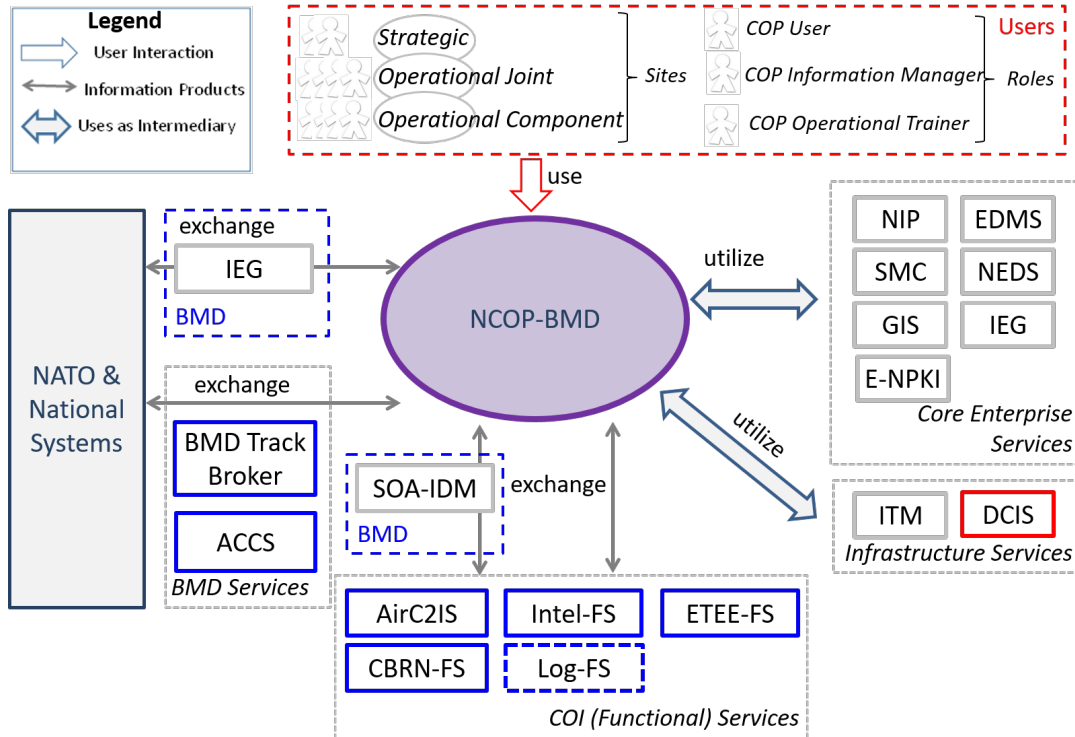 Legend
User Interaction
Information Products
Uses as Intermediary
Strategic
Operational Joint
Operational Component
Sites
COP User
COP Information Manager
COP Operational Trainer
Roles
Users
use
exchange
IEG
BMD
NATO &
National
Systems
exchange
BMD Track
Broker
ACCS
BMD Services
NCOP-BMD
SOA-IDM
BMD
exchange
utilize
utilize
NIP
EDMS
SMC
NEDS
GIS
IEG
E-NPKI
Core Enterprise
Services
ITM
DCIS
Infrastructure Services
AirC2IS
Intel-FS
ETEE-FS
CBRN-FS
Log-FS
COI (Functional) Services